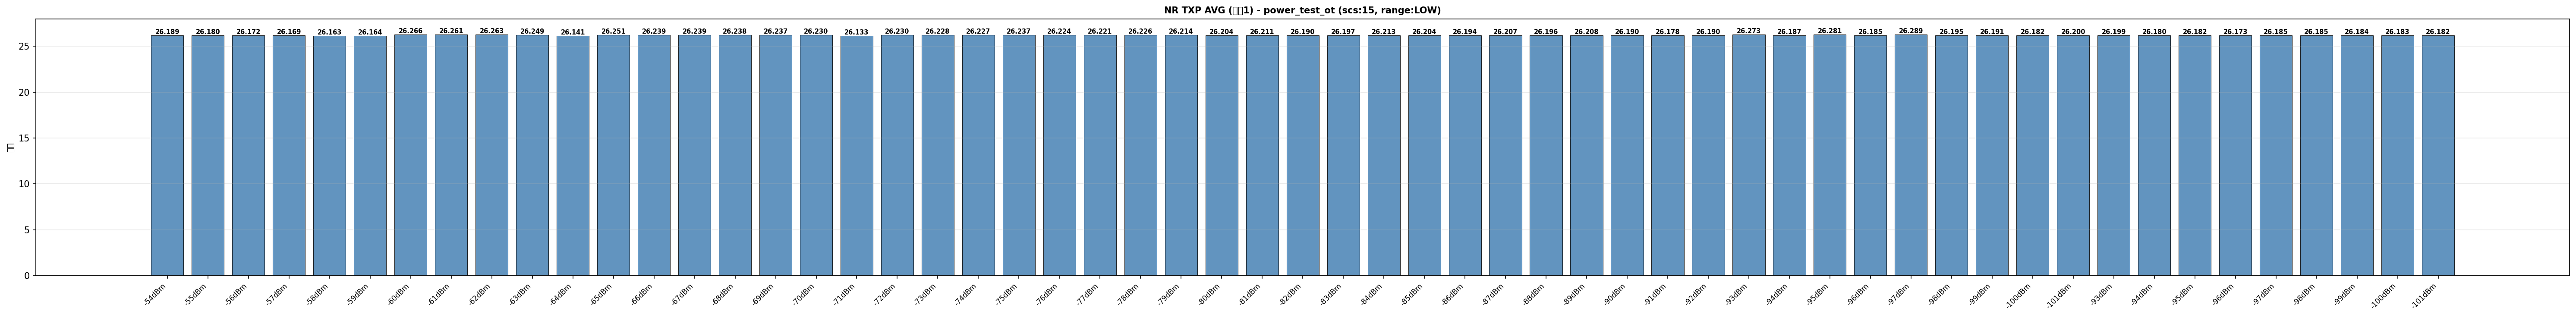 NR TXP AVG (▯▯1) - power_test_ot (scs:15, range:LOW)
26.189 26.180 26.172 26.169 26.163 26.164 26.266 26.261 26.263 26.249 26.141 26.251 26.239 26.239 26.238 26.237 26.230 26.133 26.230 26.228 26.227 26.237 26.224 26.221 26.226 26.214 26.204 26.211 26.190 26.197 26.213 26.204 26.194 26.207 26.196 26.208 26.190 26.178 26.190 26.273 26.187 26.281 26.185 26.289 26.195 26.191 26.182 26.200 26.199 26.180 26.182 26.173 26.185 26.185 26.184 26.183 26.182
25
20
15
10
5
0
▯▯
-54dBm -55dBm -56dBm -57dBm -58dBm -59dBm -60dBm -61dBm -62dBm -63dBm -64dBm -65dBm -66dBm -67dBm -68dBm -69dBm -70dBm -71dBm -72dBm -73dBm -74dBm -75dBm -76dBm -77dBm -78dBm -79dBm -80dBm -81dBm -82dBm -83dBm -84dBm -85dBm -86dBm -87dBm -88dBm -89dBm -90dBm -91dBm -92dBm -93dBm -94dBm -95dBm -96dBm -97dBm -98dBm -99dBm -100dBm -101dBm -93dBm -94dBm -95dBm -96dBm -97dBm -98dBm -99dBm -100dBm -101dBm